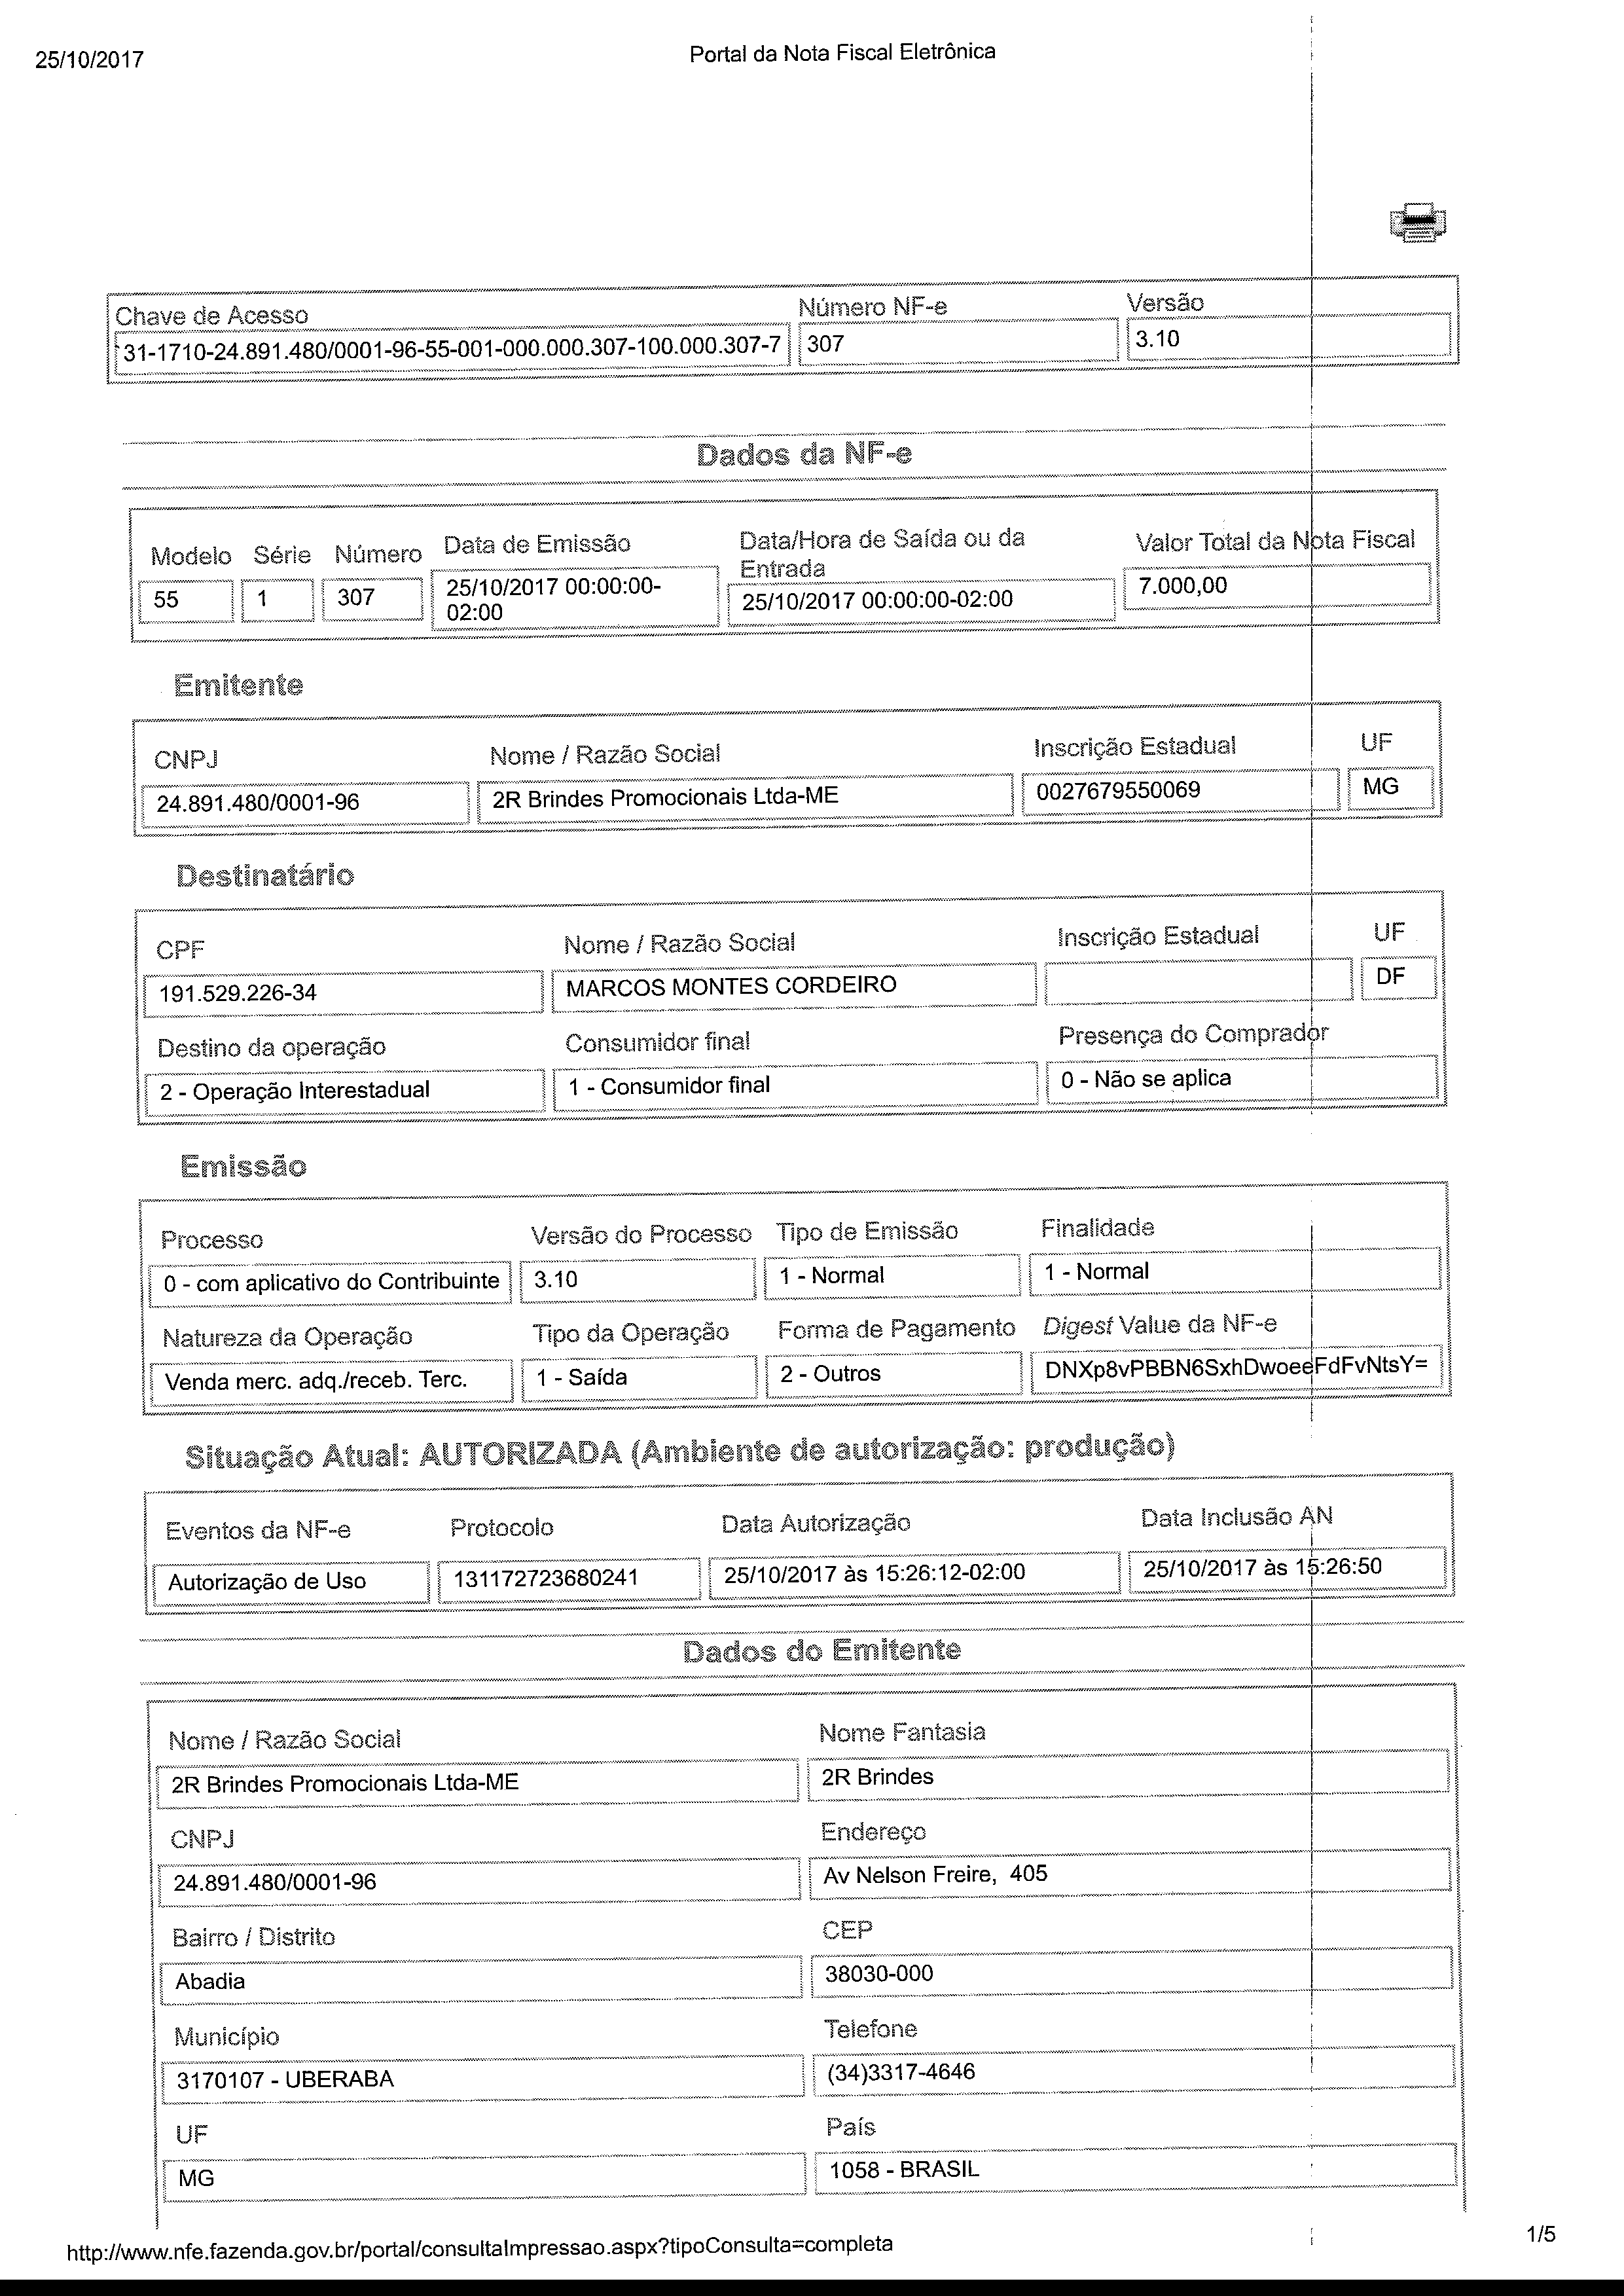 25/10/2017
Portal da Nota Fiscal Eletrônica
Chave de Acesso Número NF-e Versão
31-1710-24.891.480/0001-96-55-001-000.000.307-100.000.307-7 307 3.10
Dados da NF-e
Modelo Série Número Data de Emissão Data/Hora de Saída ou da Valor Total da Nota Fiscal
Entrada
55 1 307 25/10/2017 00:00:00- 25/10/2017 00:00:00-02:00 7.000,00
02:00
Emitente
CNPJ Nome / Razão Social Inscrição Estadual UF
24.891.480/0001-96 2R Brindes Promocionais Ltda-ME 0027679550069 MG
Destinatário
CPF Nome / Razão Social Inscrição Estadual UF
191.529.226-34 MARCOS MONTES CORDEIRO DF
Destino da operação Consumidor final Presença do Comprador
2 - Operação Interestadual 1 - Consumidor final 0 - Não se aplica
Emissão
Processo Versão do Processo Tipo de Emissão Finalidade
0 - com aplicativo do Contribuinte 3.10 1 - Normal 1 - Normal
Natureza da Operação Tipo da Operação Forma de Pagamento Digest Value da NF-e
Venda merc. adq./receb. Terc. 1 - Saída 2 - Outros DNXp8vPBBN6SxhDwoeeFdFvNtsY=
Situação Atual: AUTORIZADA (Ambiente de autorização: produção)
Eventos da NF-e Protocolo Data Autorização Data Inclusão AN
Autorização de Uso 131172723680241 25/10/2017 às 15:26:12-02:00 25/10/2017 às 15:26:50
Dados do Emitente
Nome / Razão Social Nome Fantasia
2R Brindes Promocionais Ltda-ME 2R Brindes
CNPJ Endereço
24.891.480/0001-96 Av Nelson Freire, 405
Bairro / Distrito CEP
Abadia 38030-000
Município Telefone
3170107 - UBERABA (34)3317-4646
UF País
MG 1058 - BRASIL
http://www.nfe.fazenda.gov.br/portal/consultaImpressao.aspx?tipoConsulta=completa 1/5